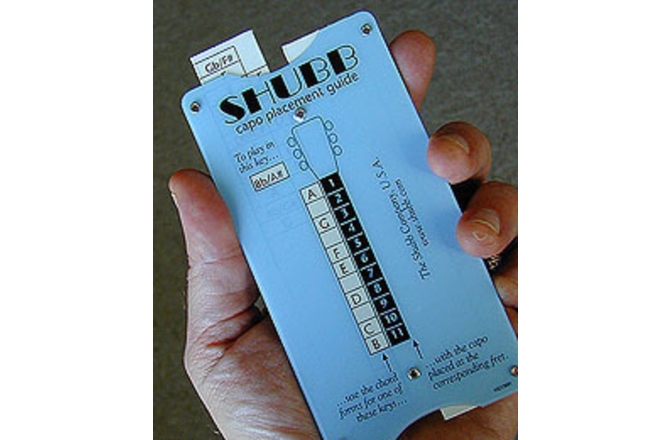 Gb/F#
SHUBB
capo placement guide
To play in
this key...
Bb/A#
A 1
2
G 3
4
F 5
E 6
7
D 8
9
C 10
B 11
The Shubb Company, U.S.A.
www.shubb.com
...use the chord
forms for one of
these keys...
...with the capo
placed at the
corresponding fret.